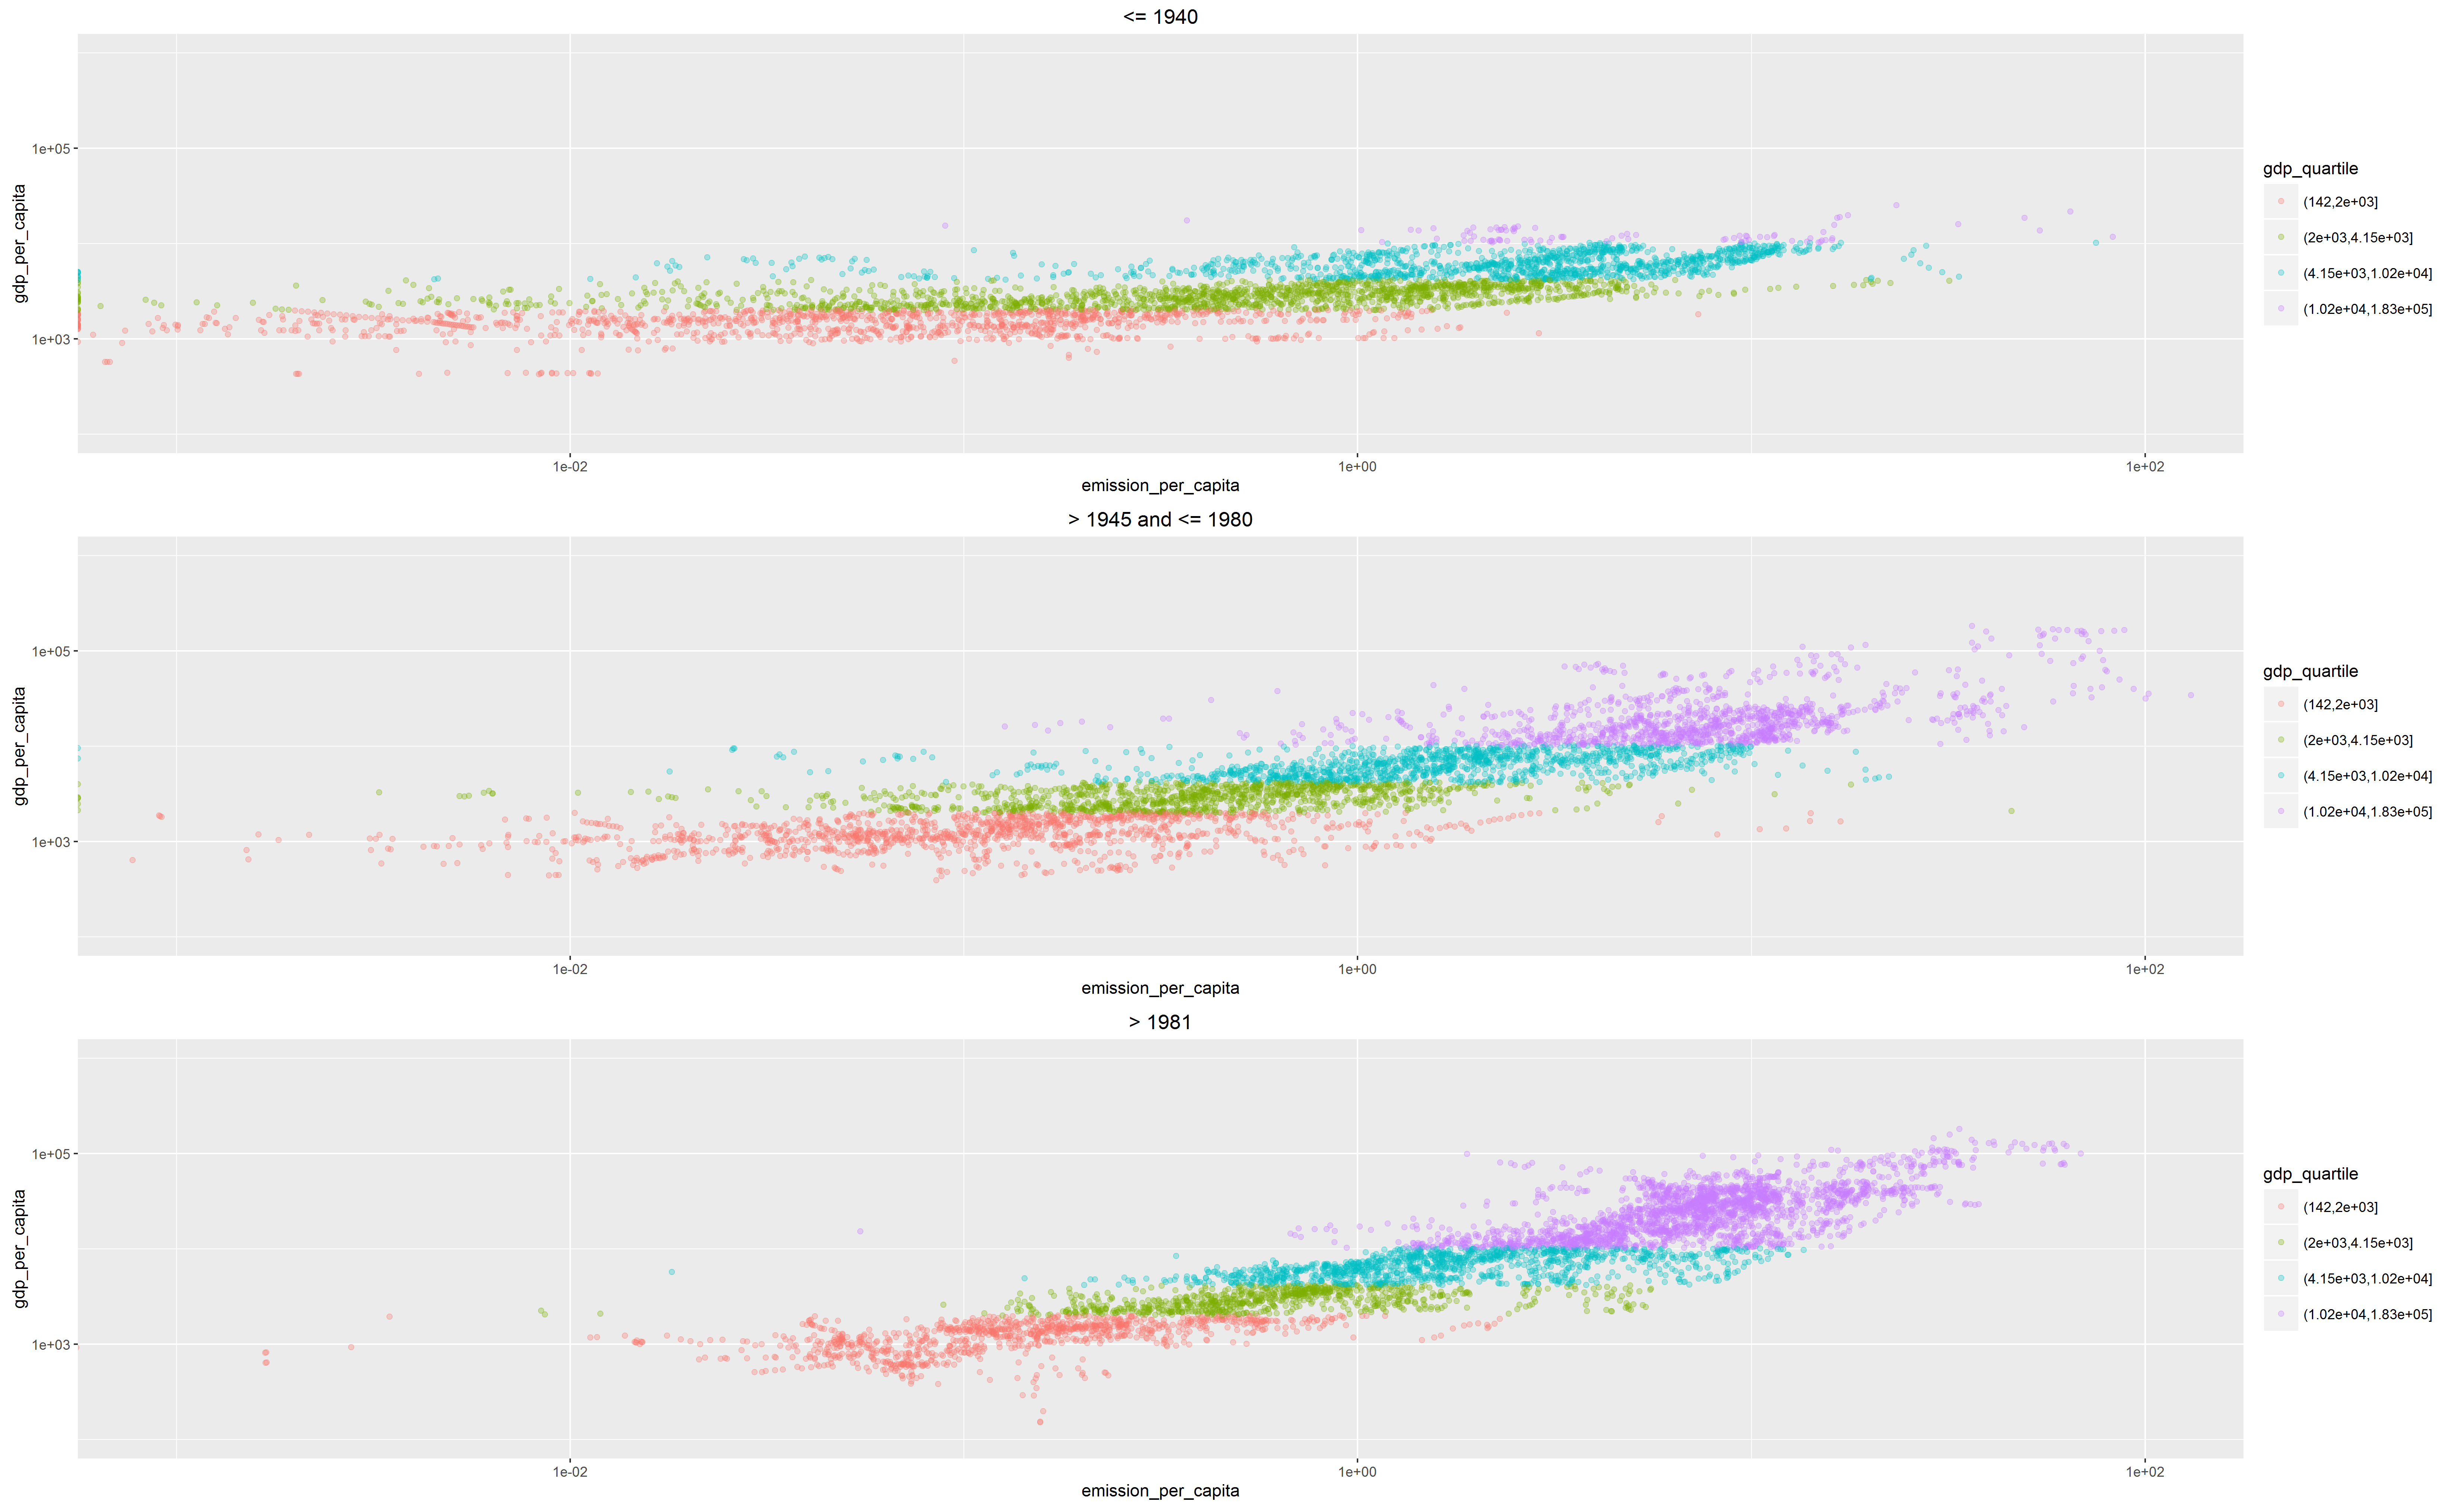 <= 1940
1e+05
1e+03
gdp_per_capita
1e-02
1e+00
1e+02
emission_per_capita
gdp_quartile
(142,2e+03]
(2e+03,4.15e+03]
(4.15e+03,1.02e+04]
(1.02e+04,1.83e+05]
> 1945 and <= 1980
1e+05
1e+03
gdp_per_capita
1e-02
1e+00
1e+02
emission_per_capita
gdp_quartile
(142,2e+03]
(2e+03,4.15e+03]
(4.15e+03,1.02e+04]
(1.02e+04,1.83e+05]
> 1981
1e+05
1e+03
gdp_per_capita
1e-02
1e+00
1e+02
emission_per_capita
gdp_quartile
(142,2e+03]
(2e+03,4.15e+03]
(4.15e+03,1.02e+04]
(1.02e+04,1.83e+05]